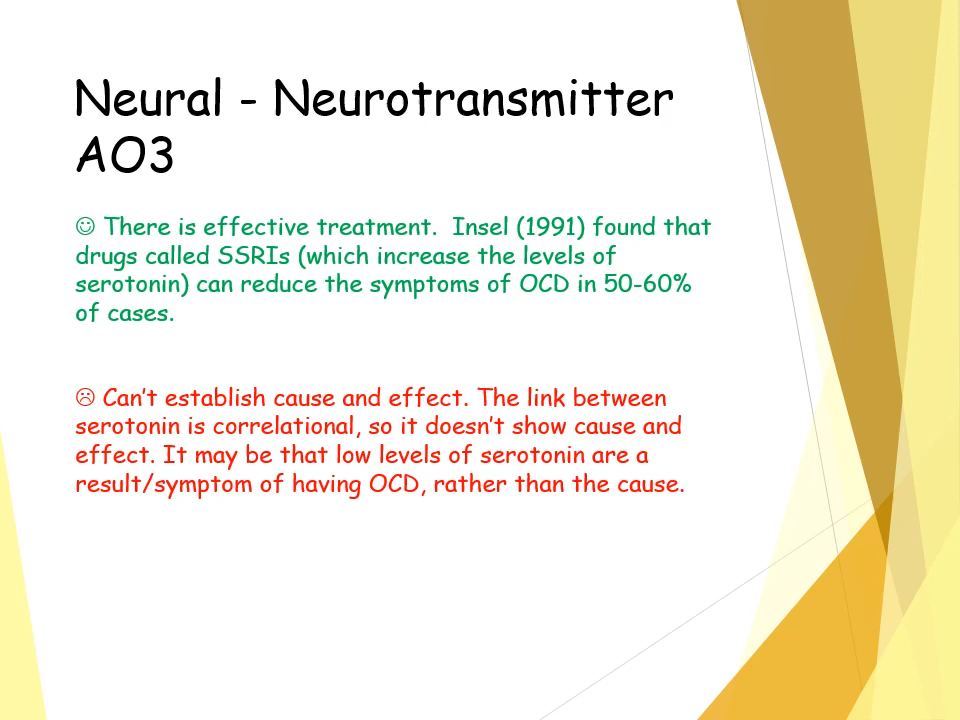 Neural - Neurotransmitter
AO3
☺ There is effective treatment.  Insel (1991) found that
drugs called SSRIs (which increase the levels of
serotonin) can reduce the symptoms of OCD in 50-60%
of cases.
☹ Can’t establish cause and effect. The link between
serotonin is correlational, so it doesn’t show cause and
effect. It may be that low levels of serotonin are a
result/symptom of having OCD, rather than the cause.